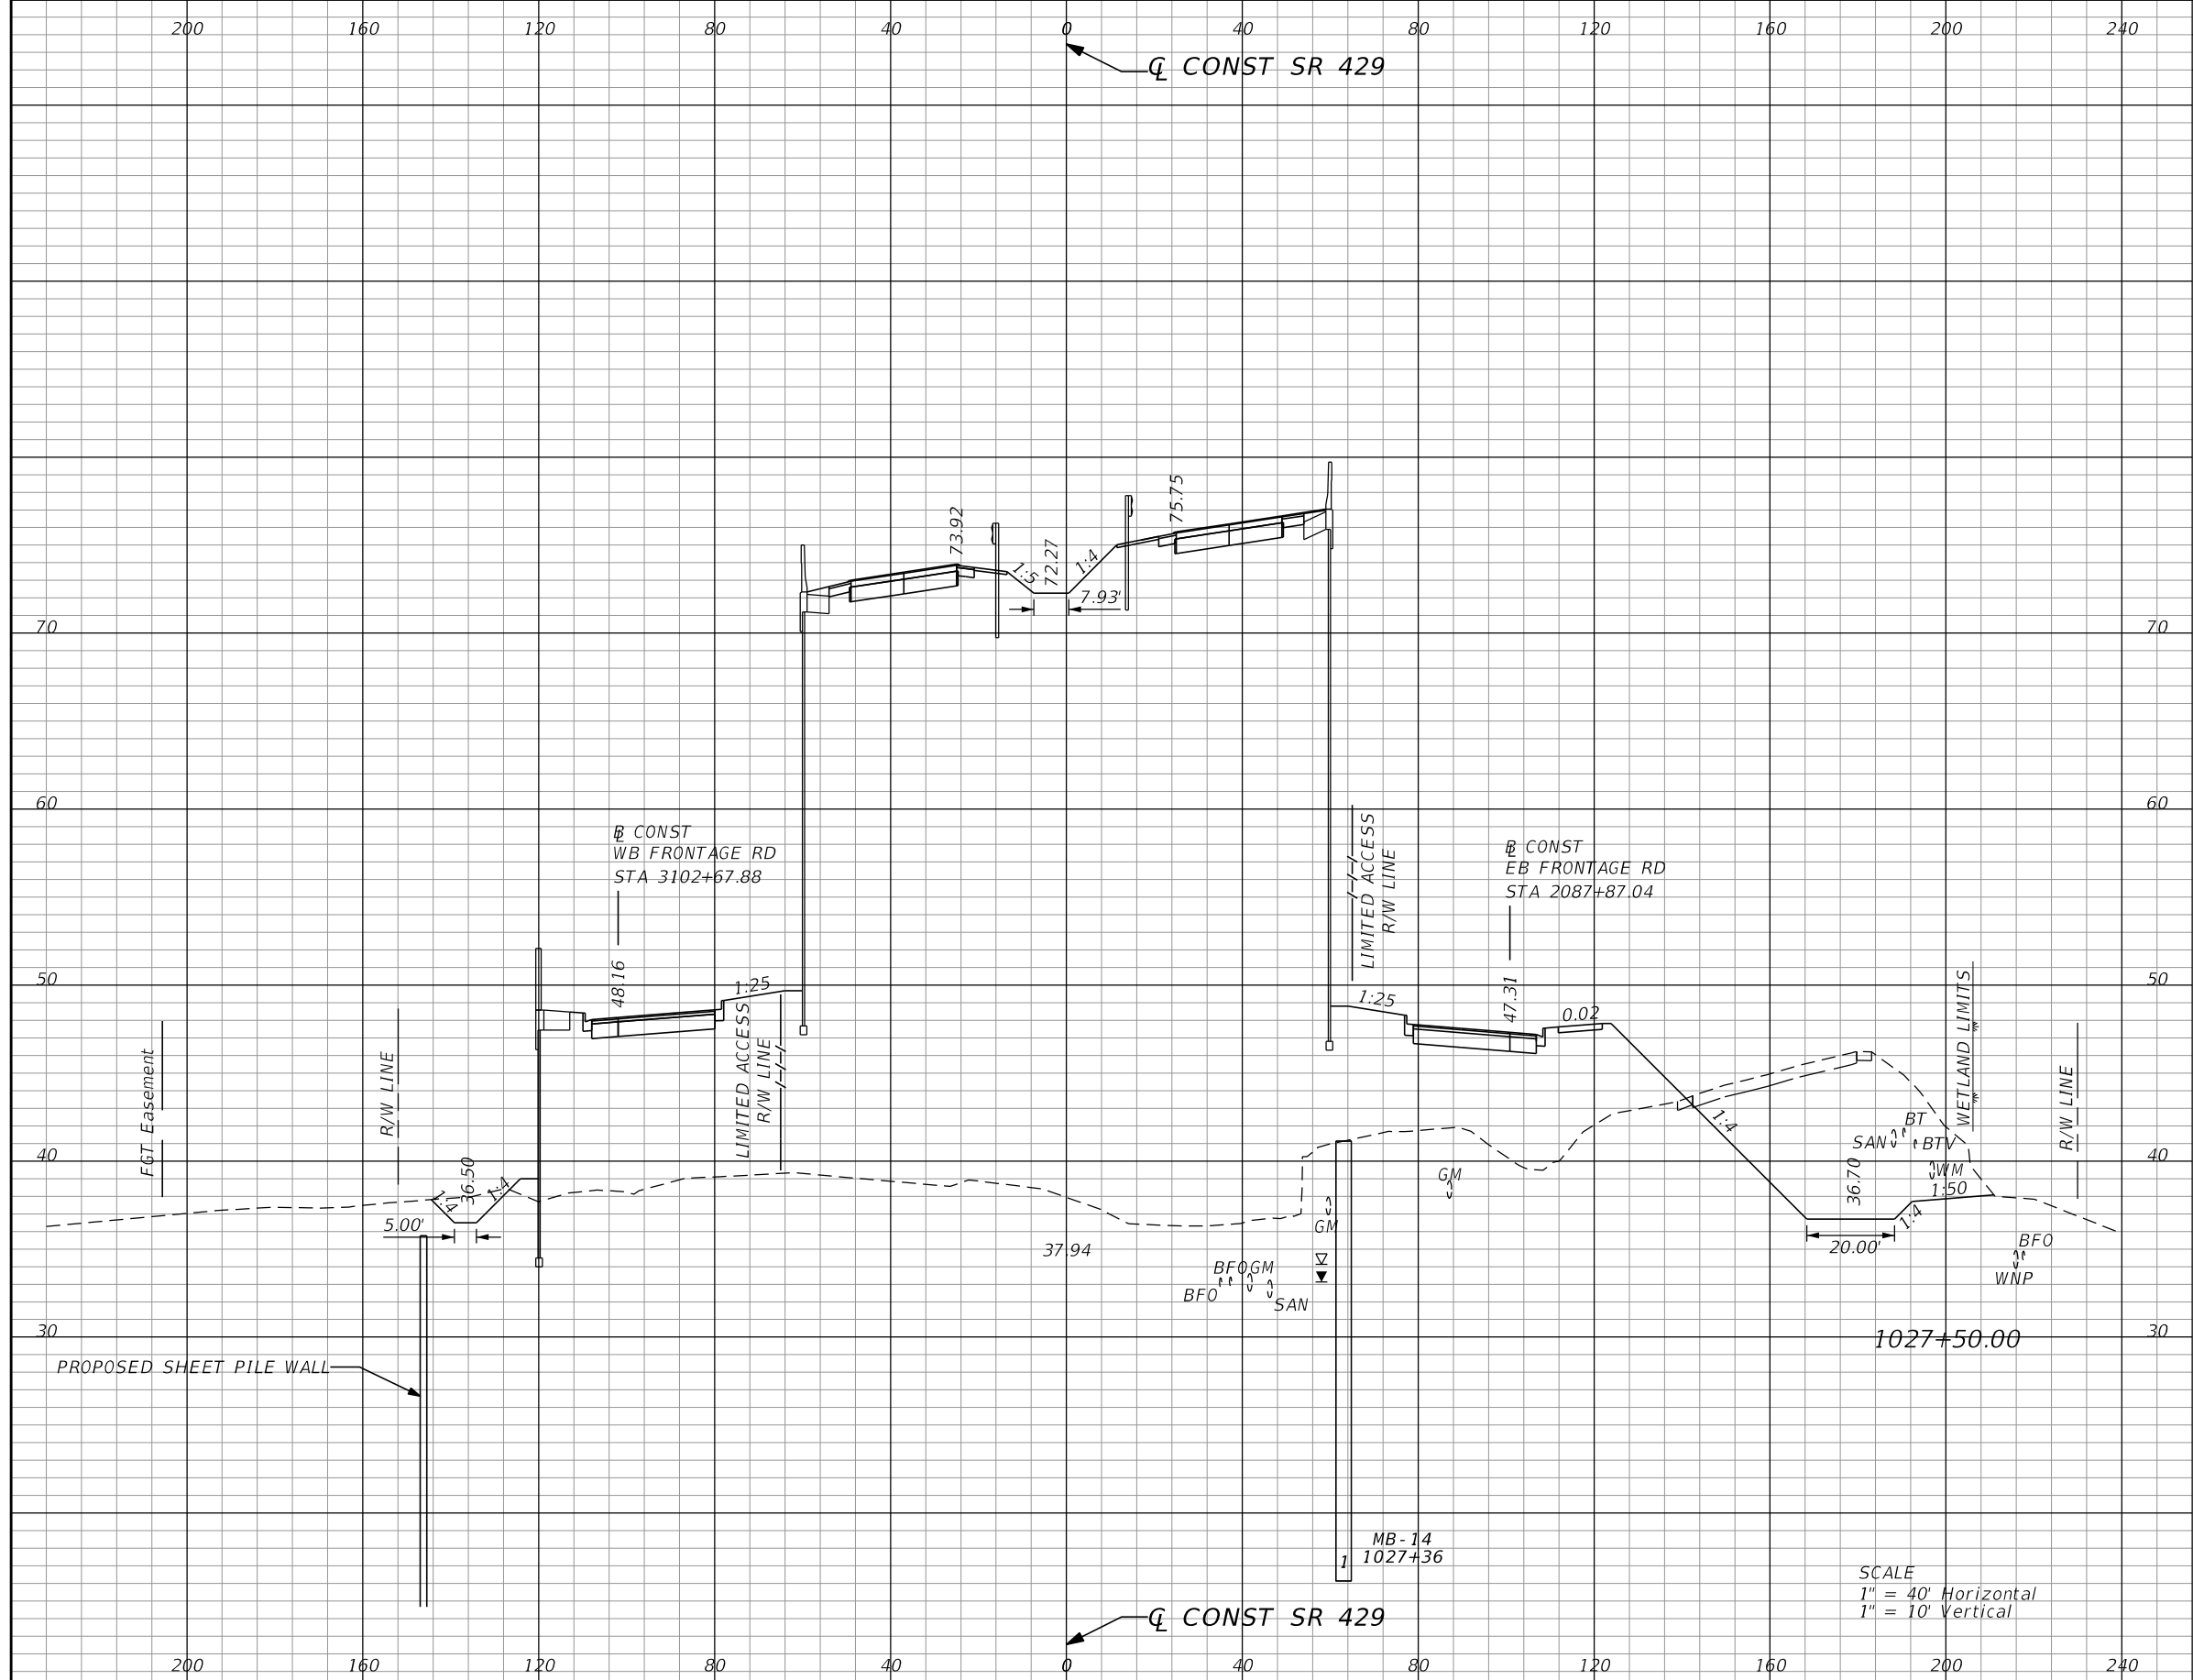 200 160 120 80 40 0 40 80 120 160 200 240
℄ CONST SR 429
73.92
75.75
72.27
1:5
1:4
7.93'
70
70
60
60
℄ CONST
WB FRONTAGE RD
STA 3102+67.88
LIMITED ACCESS
R/W LINE
℄ CONST
EB FRONTAGE RD
STA 2087+87.04
50
50
48.16
1:25
1:25
47.31
0.02
FGT Easement
R/W LINE
LIMITED ACCESS
R/W LINE
WETLAND LIMITS
R/W LINE
1:4
BT
SAN
BTV
WM
1:50
40
40
36.50
1:4
1:4
5.00'
GM
GM
36.70
1:4
20.00'
37.94
BFO
GM
BFO
SAN
BFO
WNP
30
30
1027+50.00
PROPOSED SHEET PILE WALL
MB-14
1027+36
1
SCALE
1" = 40' Horizontal
1" = 10' Vertical
℄ CONST SR 429
200 160 120 80 40 0 40 80 120 160 200 240